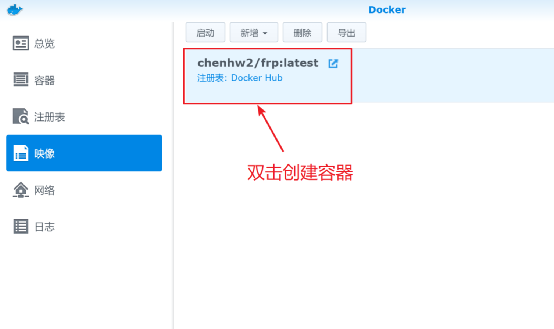 Docker
总览
容器
注册表
映像
网络
日志
启动 新增 删除 导出
chenhw2/frp:latest
注册表: Docker Hub
双击创建容器